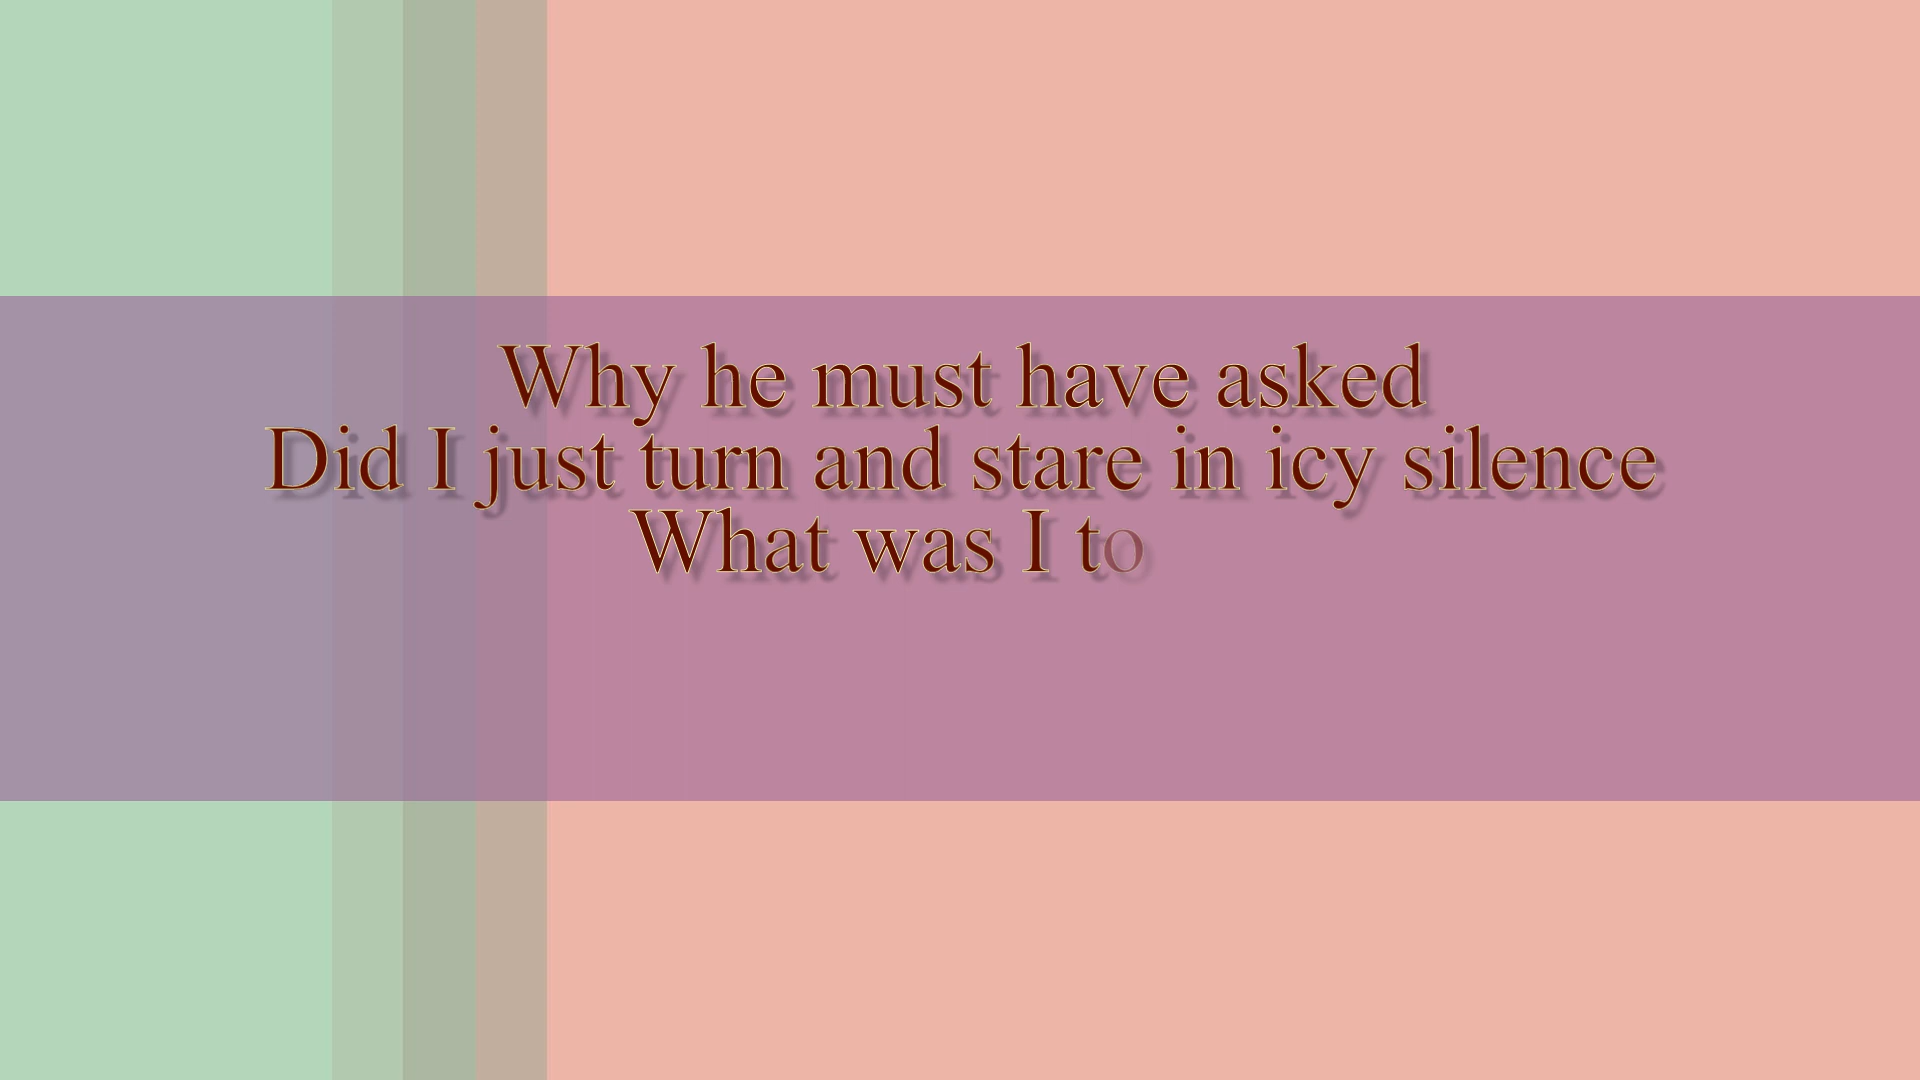 Why he must have asked
Did I just turn and stare in icy silence
What was I to